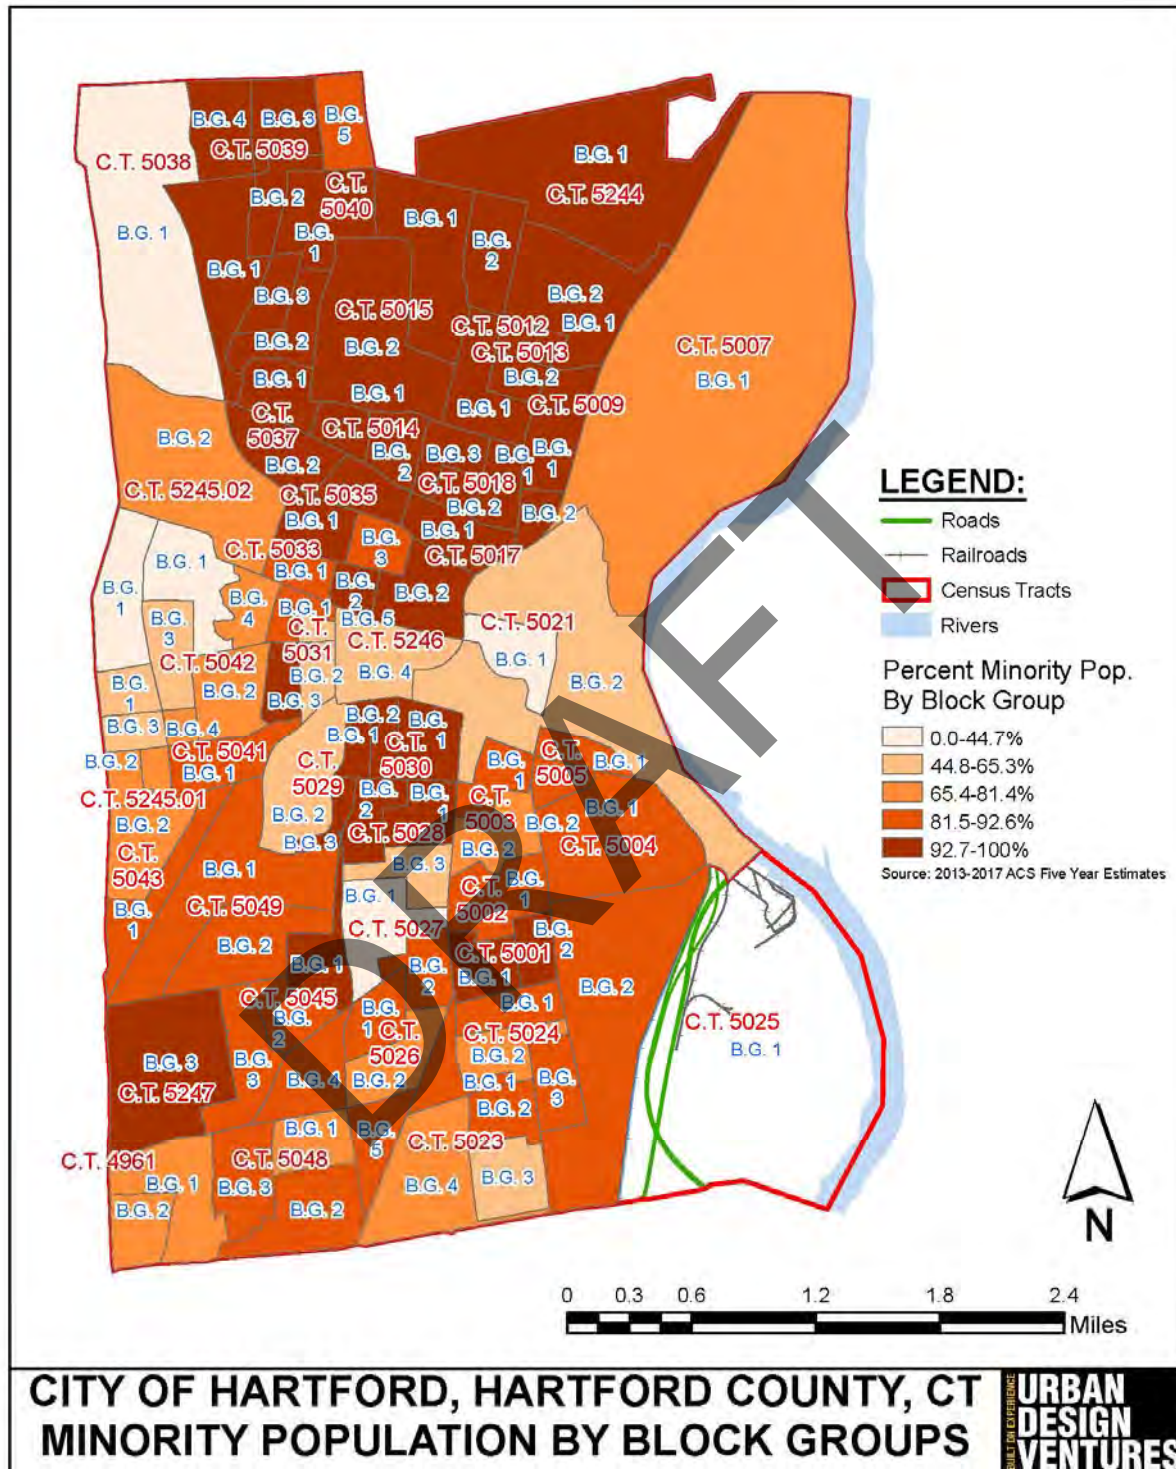 B.G. 4
B.G. 3
B.G.
5
C.T. 5039
C.T. 5038
B.G. 1
B.G. 1
C.T. 5244
B.G. 2
C.T.
5040
B.G. 1
B.G.
1
B.G.
2
B.G. 1
B.G. 3
B.G. 2
C.T. 5015
C.T. 5012
B.G. 1
C.T. 5013
B.G. 2
B.G. 2
C.T. 5007
B.G. 1
B.G. 1
B.G. 1
B.G. 2
B.G. 1
C.T. 5009
C.T.
5037
C.T. 5014
B.G. 2
B.G.
2
B.G. 3
B.G.
1
B.G.
1
B.G. 2
C.T. 5018
C.T. 5245.02
C.T. 5035
B.G. 2
B.G. 2
B.G. 1
B.G. 1
B.G.
3
C.T. 5033
C.T. 5017
B.G. 1
B.G. 1
B.G.
1
B.G.
2
B.G. 2
B.G.
4
B.G. 1
B.G.
3
B.G. 5
C.T.
5031
C.T. 5246
C.T. 5021
B.G. 1
C.T. 5042
B.G. 2
B.G. 4
B.G. 2
B.G.
1
B.G. 2
B.G. 3
B.G. 3
B.G. 4
B.G. 2
B.G.
1
B.G. 1
C.T.
5030
C.T. 5041
B.G. 2
B.G. 1
C.T.
5029
B.G.
1
C.T.
5005
B.G. 1
C.T. 5245.01
B.G.
2
B.G.
1
C.T.
5003
B.G. 1
B.G. 2
B.G. 2
B.G. 3
C.T. 5028
B.G. 2
C.T. 5004
C.T.
5043
B.G. 1
B.G. 3
B.G. 2
B.G.
1
B.G. 1
C.T.
5002
B.G.
1
C.T. 5049
C.T. 5027
B.G. 2
B.G. 1
C.T. 5001
B.G.
2
B.G.
2
B.G. 1
B.G. 2
C.T. 5045
B.G.
2
B.G.
1
B.G. 1
C.T.
5026
C.T. 5024
B.G. 2
C.T. 5025
B.G. 1
B.G. 3
C.T. 5247
B.G.
3
B.G. 4
B.G. 2
B.G. 1
B.G.
3
B.G. 2
B.G. 1
B.G.
5
C.T. 5023
C.T. 4961
C.T. 5048
B.G. 1
B.G. 3
B.G. 4
B.G. 3
B.G. 2
B.G. 2
DRAFT
LEGEND:
Roads
Railroads
Census Tracts
Rivers
Percent Minority Pop.
By Block Group
0.0-44.7%
44.8-65.3%
65.4-81.4%
81.5-92.6%
92.7-100%
Source: 2013-2017 ACS Five Year Estimates
N
0 0.3 0.6 1.2 1.8 2.4
Miles
CITY OF HARTFORD, HARTFORD COUNTY, CT
MINORITY POPULATION BY BLOCK GROUPS
BUILT ON EXPERIENCE
URBAN
DESIGN
VENTURES